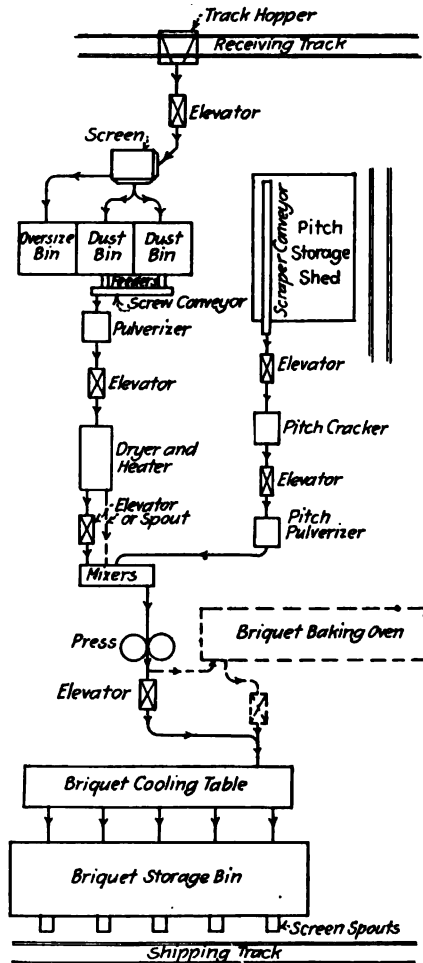 Track Hopper
Receiving Track
Elevator
Screen
Oversize
Bin
Dust
Bin
Dust
Bin
Feeders
Screw Conveyor
Pulverizer
Elevator
Dryer and
Heater
Elevator
or Spout
Mixers
Scraper Conveyor
Pitch
Storage
Shed
Elevator
Pitch Cracker
Elevator
Pitch
Pulverizer
Press
Briquet Baking Oven
Elevator
Briquet Cooling Table
Briquet Storage Bin
Screen Spouts
Shipping Track